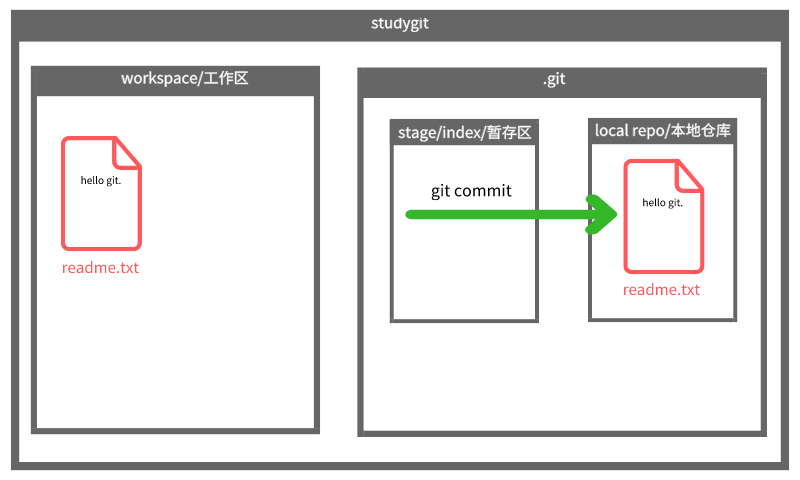 studygit
workspace/工作区
.git
stage/index/暂存区
local repo/本地仓库
hello git.
readme.txt
git commit
hello git.
readme.txt